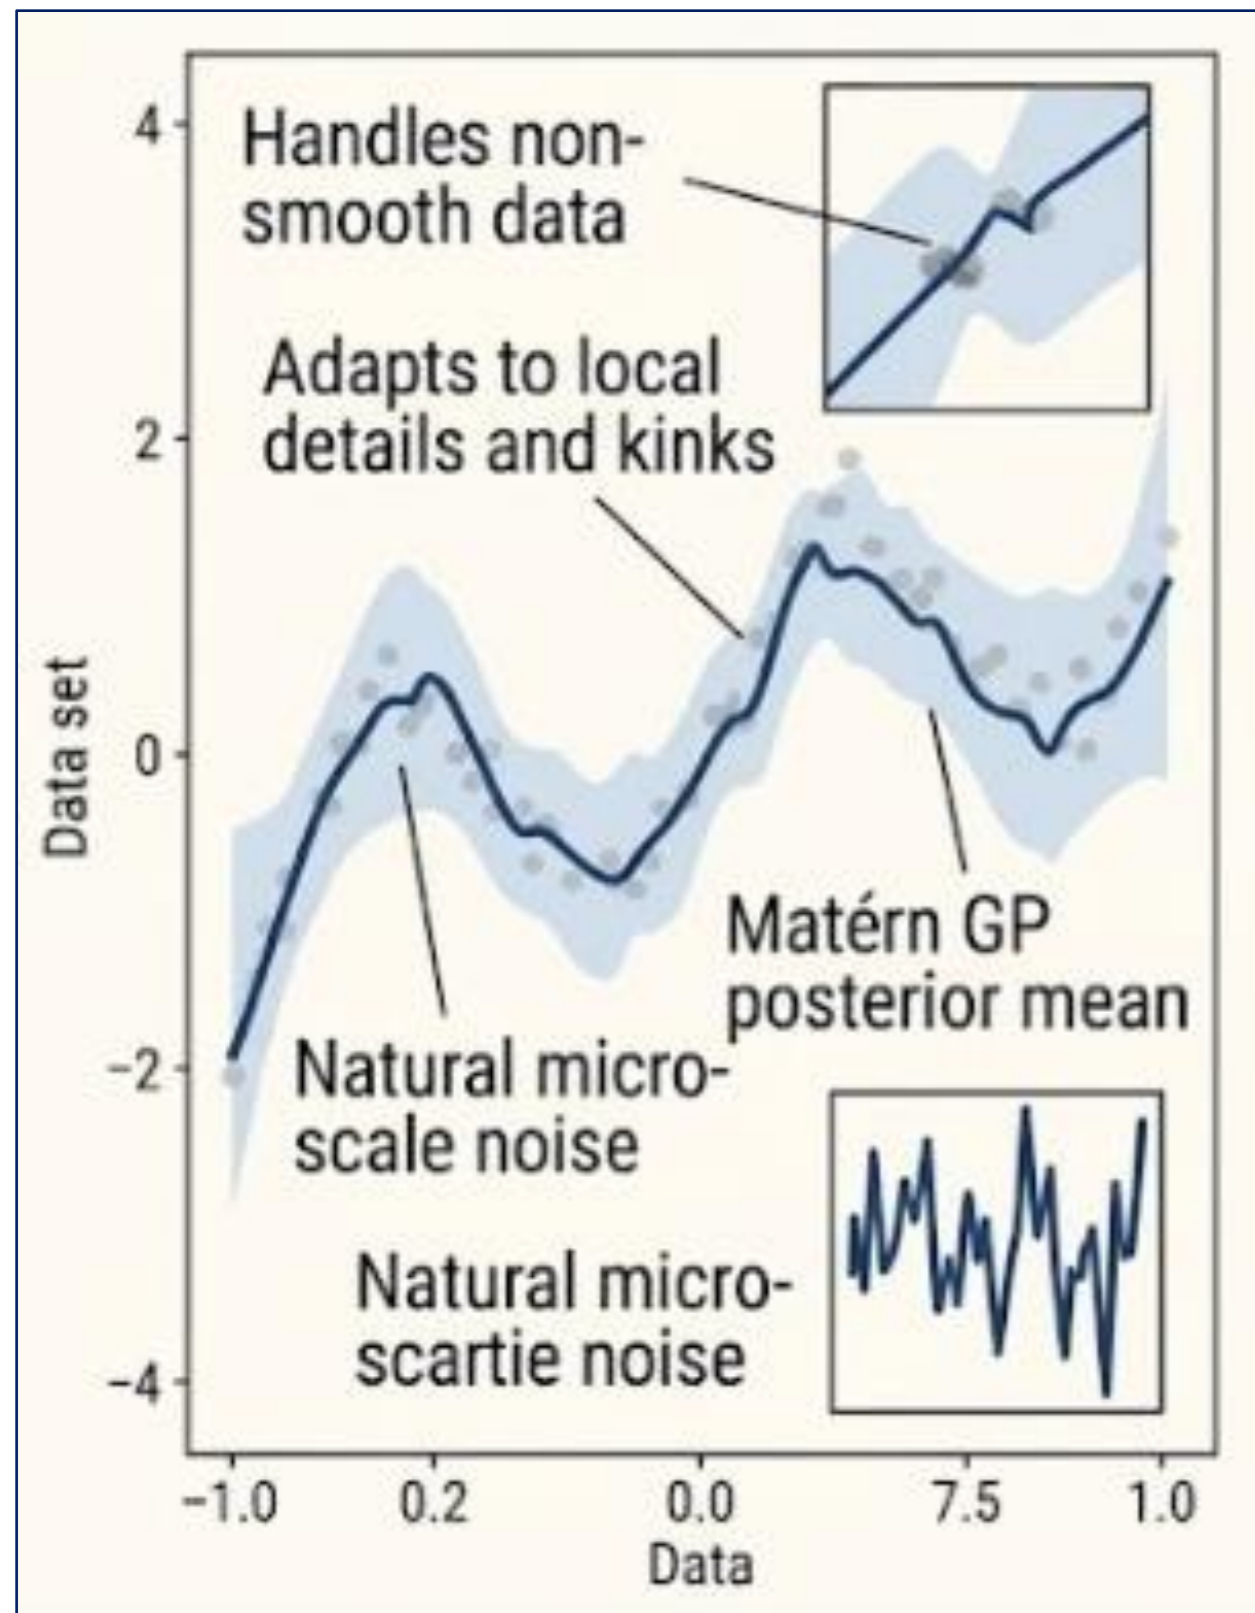 4
Handles non-
smooth data
Adapts to local
2
details and kinks
0
Data set
Matérn GP
posterior mean
−2
Natural micro-
scale noise
Natural micro-
scartie noise
−4
−1.0 0.2 0.0 7.5 1.0
Data